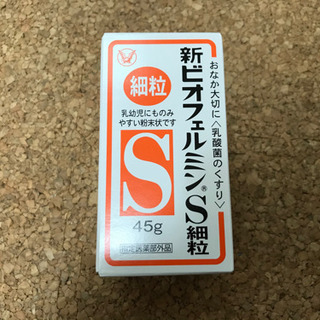 おなか大切に〈乳酸菌のくすり〉
新ビオフェルミン®S細粒
細粒
乳幼児にものみ
やすい粉末状です
S
45g
指定医薬部外品